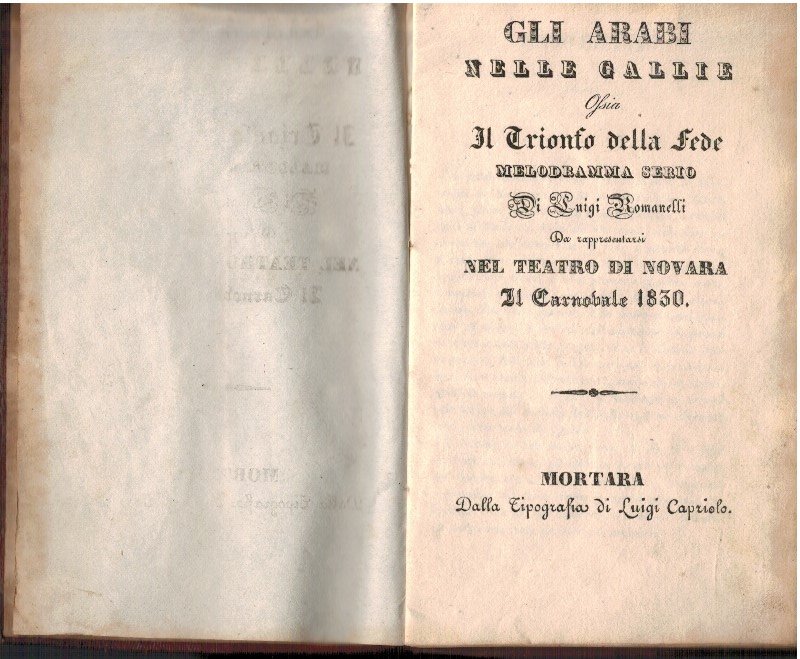 GLI ARABI
NELLE GALLIE
Ossia
Il Trionfo della Fede
MELODRAMMA SERIO
Di Luigi Romanelli
Da rappresentarsi
NEL TEATRO DI NOVARA
Il Carnovale 1830.
MORTARA
Dalla Tipografia di Luigi Capriolo.